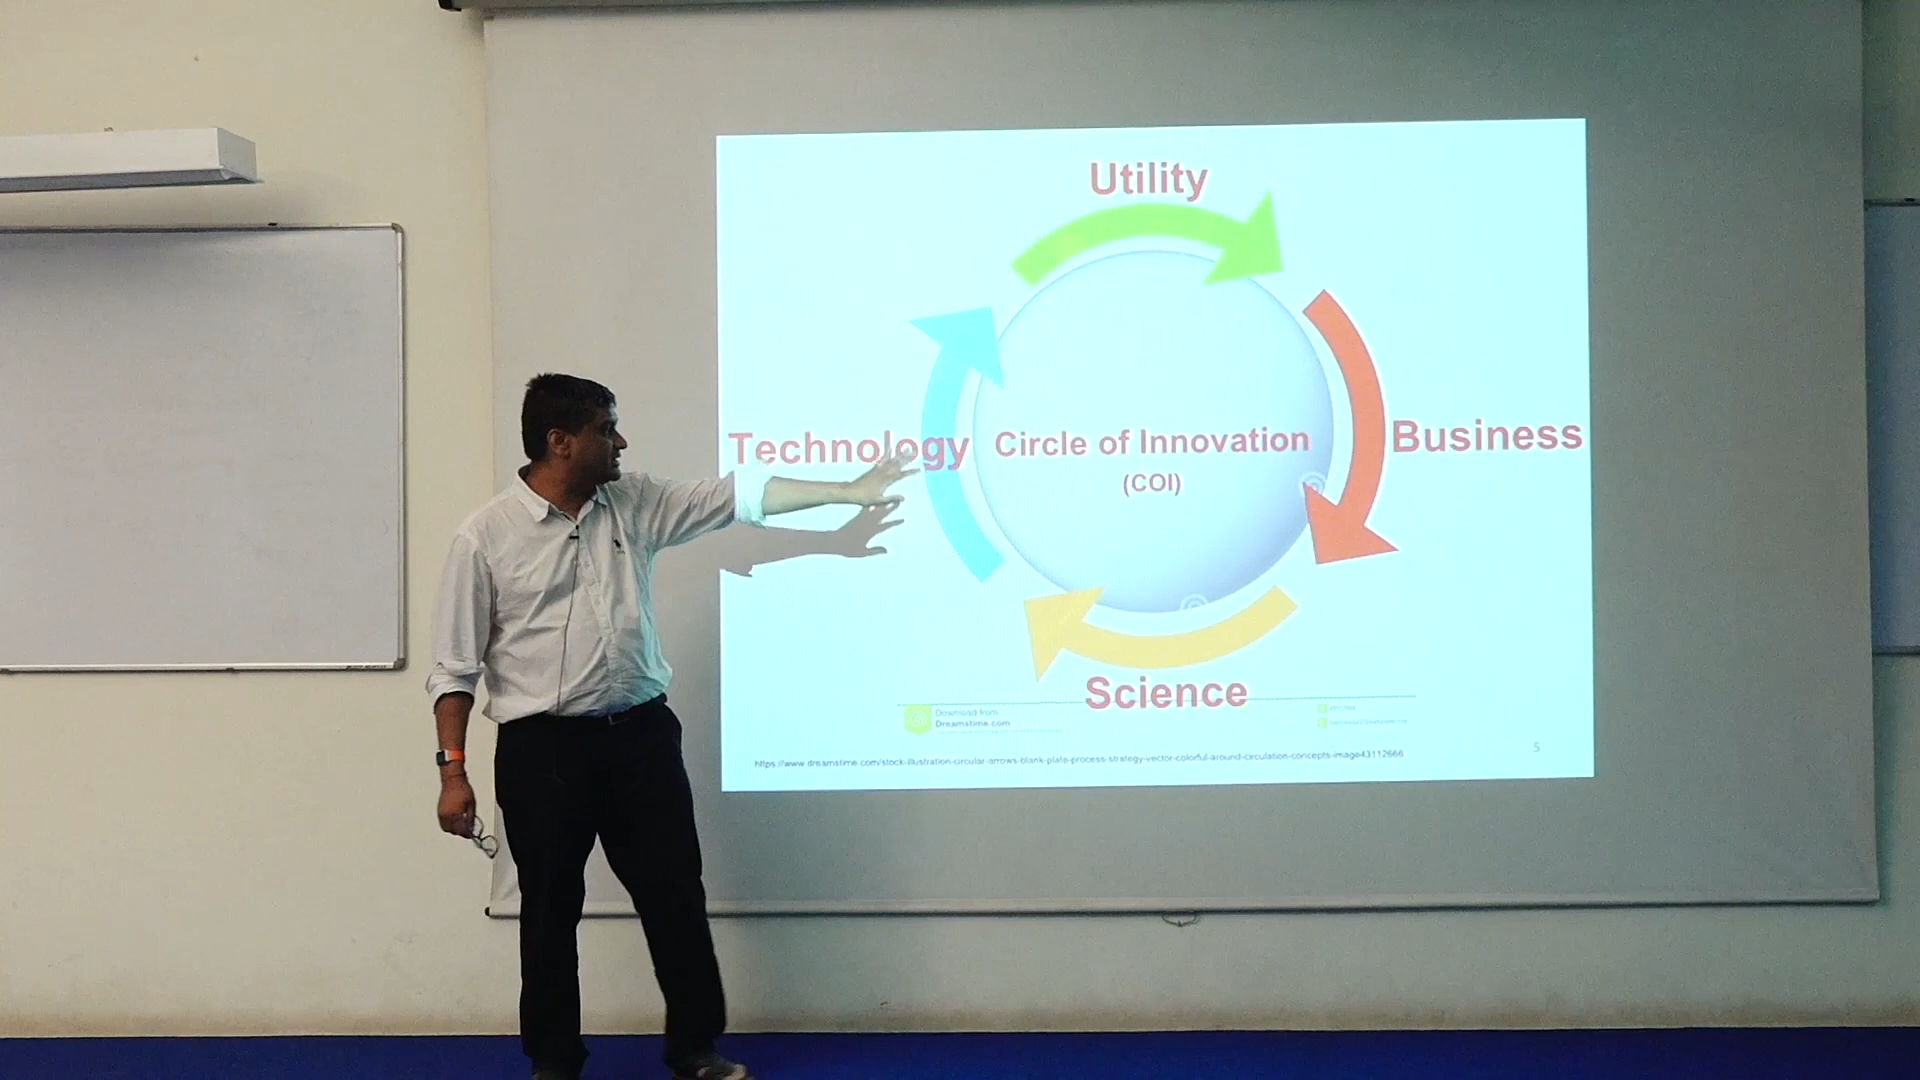 Utility
Technology
Circle of Innovation
(COI)
Business
Science
Download from
Dreamstime.com
https://www.dreamstime.com/stock-illustration-circular-arrows-blank-plate-process-strategy-vector-colorful-around-circulation-concepts-image43112666
5